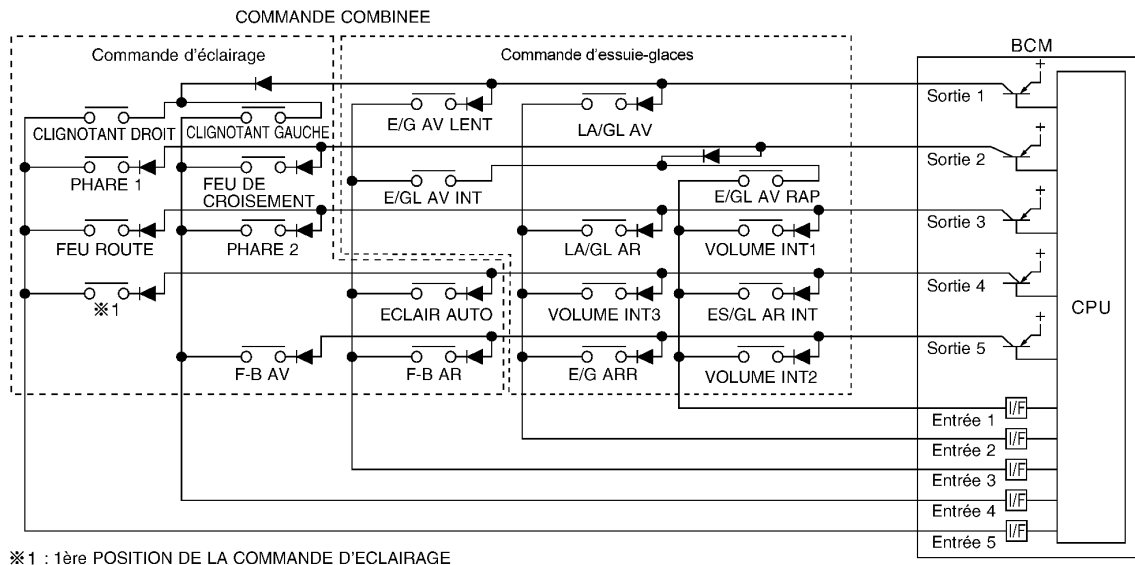 COMMANDE COMBINEE
Commande d'éclairage
Commande d'essuie-glaces
BCM
Sortie 1
CLIGNOTANT DROIT
CLIGNOTANT GAUCHE
E/G AV LENT
LA/GL AV
Sortie 2
PHARE 1
FEU DE
CROISEMENT
E/GL AV INT
E/GL AV RAP
Sortie 3
FEU ROUTE
PHARE 2
LA/GL AR
VOLUME INT1
Sortie 4
※1
ECLAIR AUTO
VOLUME INT3
ES/GL AR INT
CPU
Sortie 5
F-B AV
F-B AR
E/G ARR
VOLUME INT2
Entrée 1
I/F
Entrée 2
I/F
Entrée 3
I/F
Entrée 4
I/F
Entrée 5
I/F
※1 : 1ère POSITION DE LA COMMANDE D'ECLAIRAGE